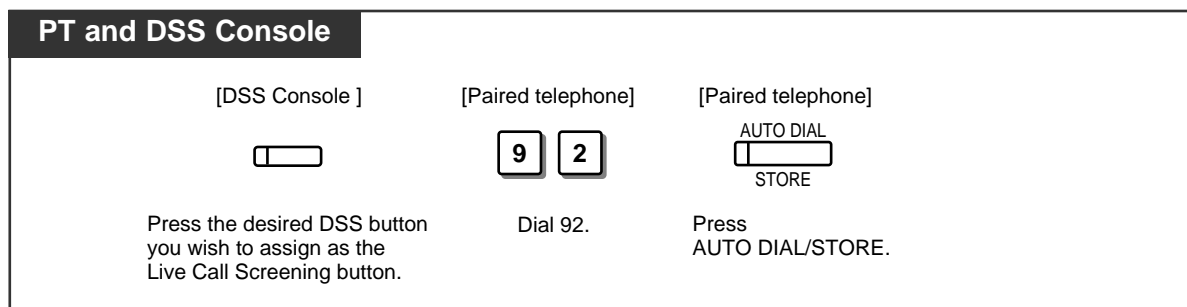 PT and DSS Console
[DSS Console ]
[Paired telephone]
[Paired telephone]
AUTO DIAL
9 2
STORE
Press the desired DSS button
you wish to assign as the
Live Call Screening button.
Dial 92.
Press
AUTO DIAL/STORE.